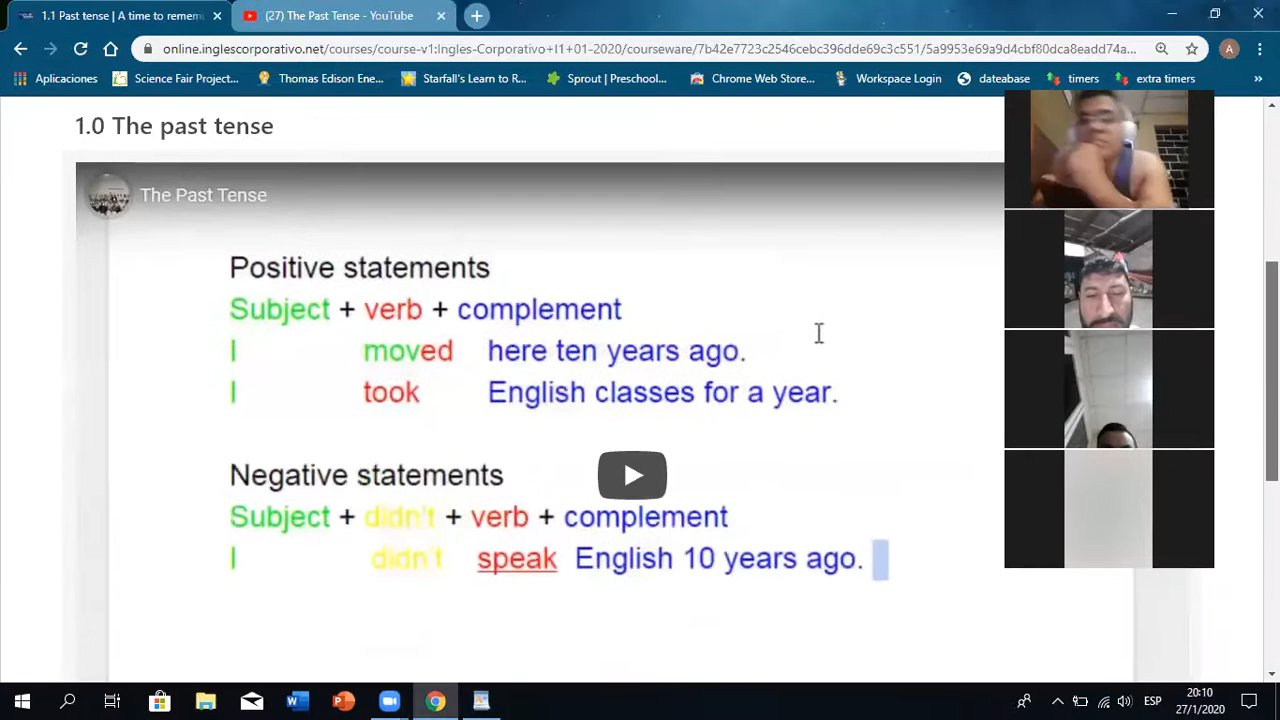 1.1 Past tense | A time to remem
(27) The Past Tense - YouTube
online.inglescorporativo.net/courses/course-v1:Ingles-Corporativo+I1+01-2020/courseware/7b42e7723c2546cebc396dde69c3c551/5a9953e69a9d4cbf80dca8eadd74a...
A
Aplicaciones
Science Fair Project...
Thomas Edison Ene...
Starfall's Learn to R...
Sprout | Preschool...
Chrome Web Store...
Workspace Login
dateabase
timers
extra timers
»
1.0 The past tense
The Past Tense
Positive statements
Subject + verb + complement
I moved here ten years ago.
I took English classes for a year.
Negative statements
Subject + didn't + verb + complement
I didn't speak English 10 years ago.
ESP
20:10
27/1/2020